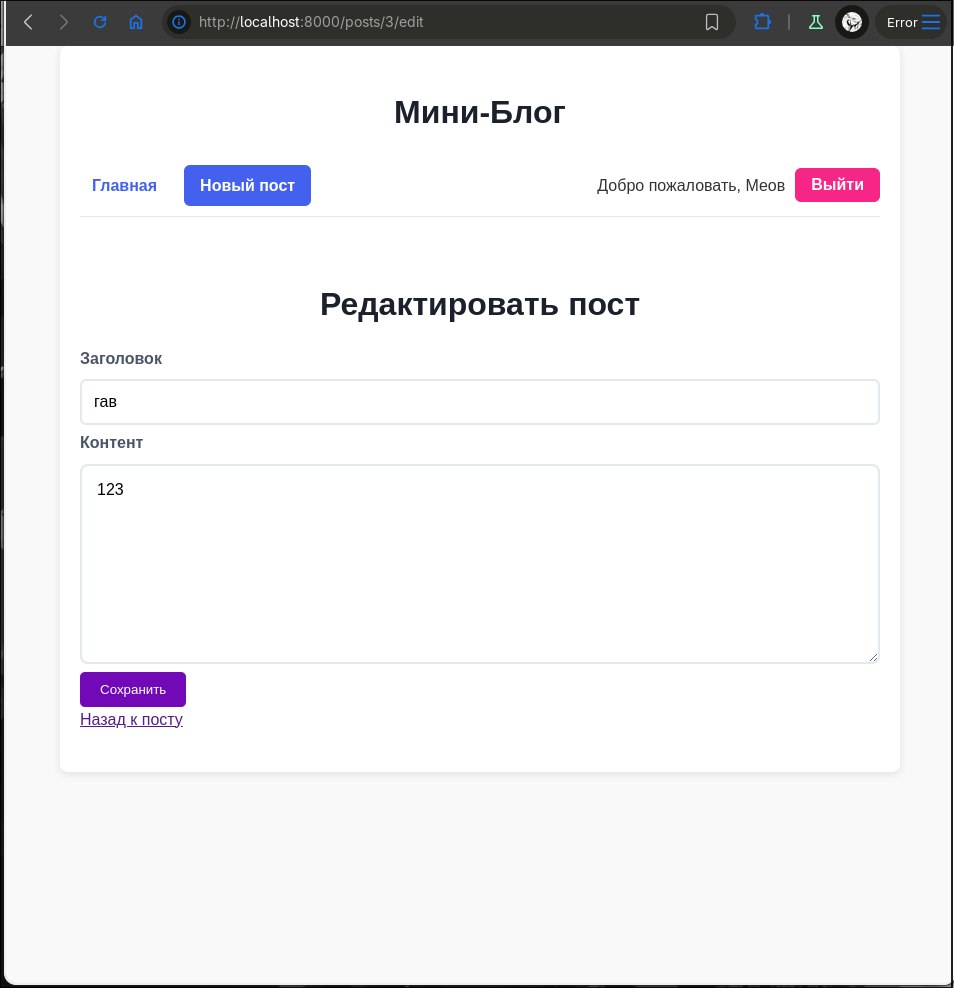 http://localhost:8000/posts/3/edit
Error
Мини-Блог
Главная Новый пост Добро пожаловать, Меов Выйти
Редактировать пост
Заголовок
гав
Контент
123
Сохранить
Назад к посту